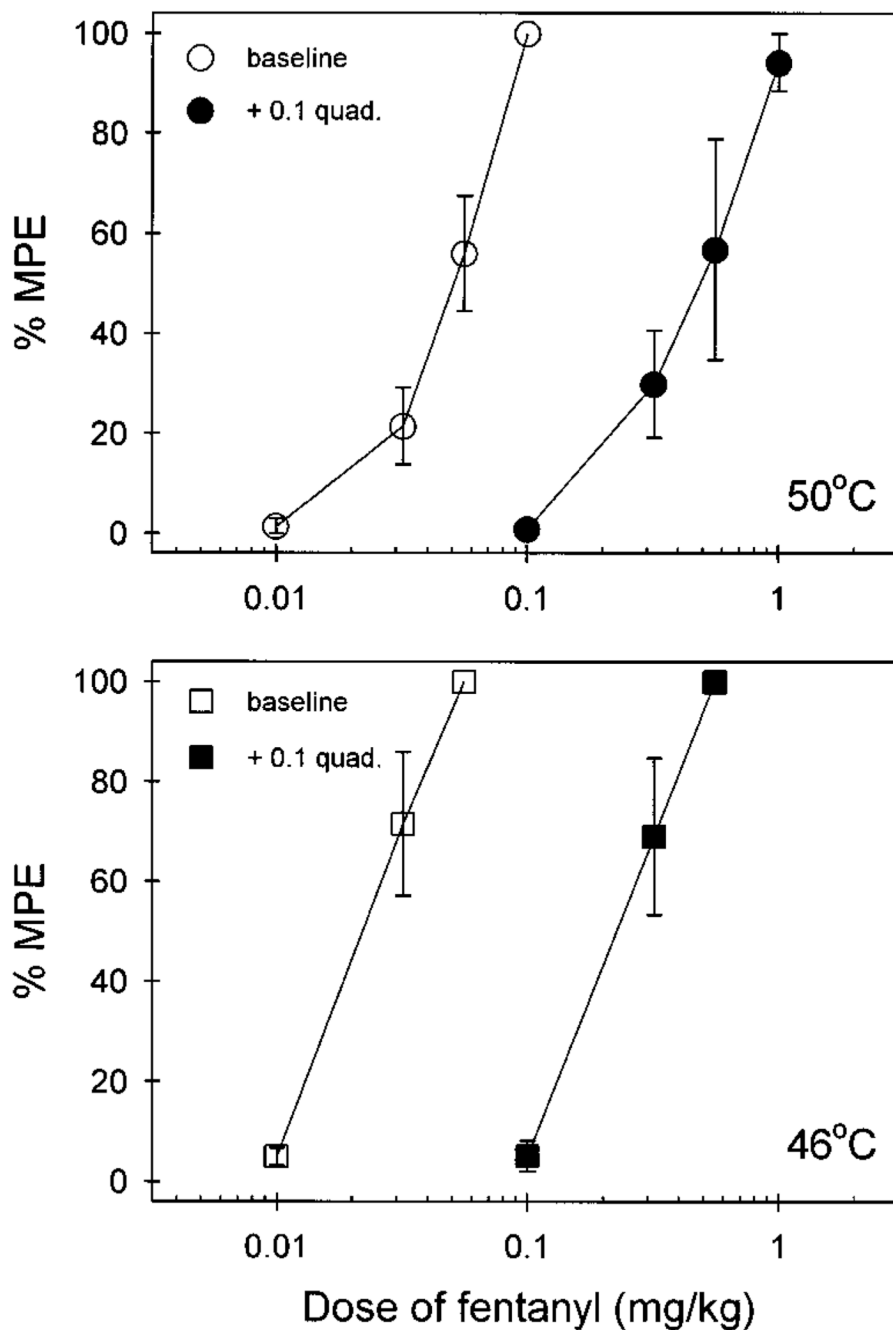 100
80
60
40
20
0
% MPE
baseline
+ 0.1 quad.
50°C
0.01
0.1
1
100
80
60
40
20
0
% MPE
baseline
+ 0.1 quad.
46°C
0.01
0.1
1
Dose of fentanyl (mg/kg)